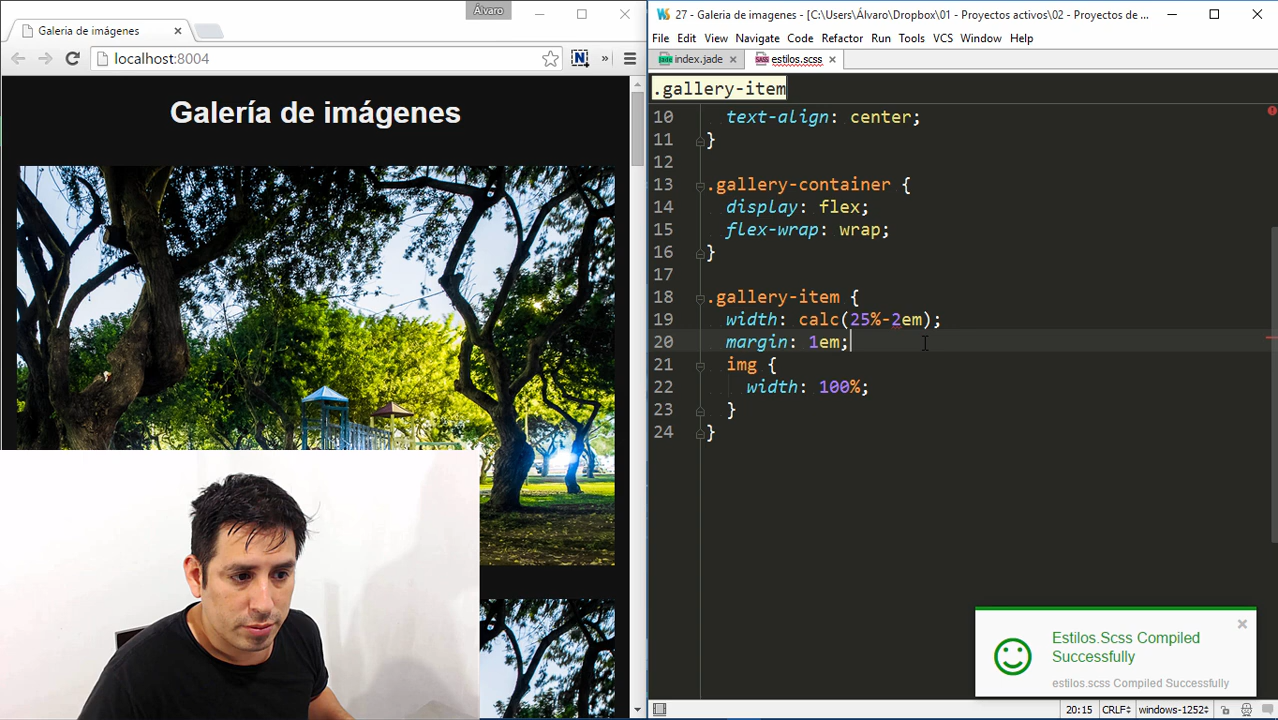 Álvaro
Galeria de imagenes
localhost:8004
N
»
Galería de imágenes
27 - Galeria de imagenes - [C:\Users\Álvaro\Dropbox\01 - Proyectos activos\02 - Proyectos de ...
File Edit View Navigate Code Refactor Run Tools VCS Window Help
index.jade
estilos.scss
.gallery-item
10 text-align: center;
11 }
12
13 .gallery-container {
14 display: flex;
15 flex-wrap: wrap;
16 }
17
18 .gallery-item {
19 width: calc(25%-2em);
20 margin: 1em;
21 img {
22 width: 100%;
23 }
24 }
Estilos.Scss Compiled
Successfully
estilos.scss Compiled Successfully
20:15 CRLF÷ windows-1252÷